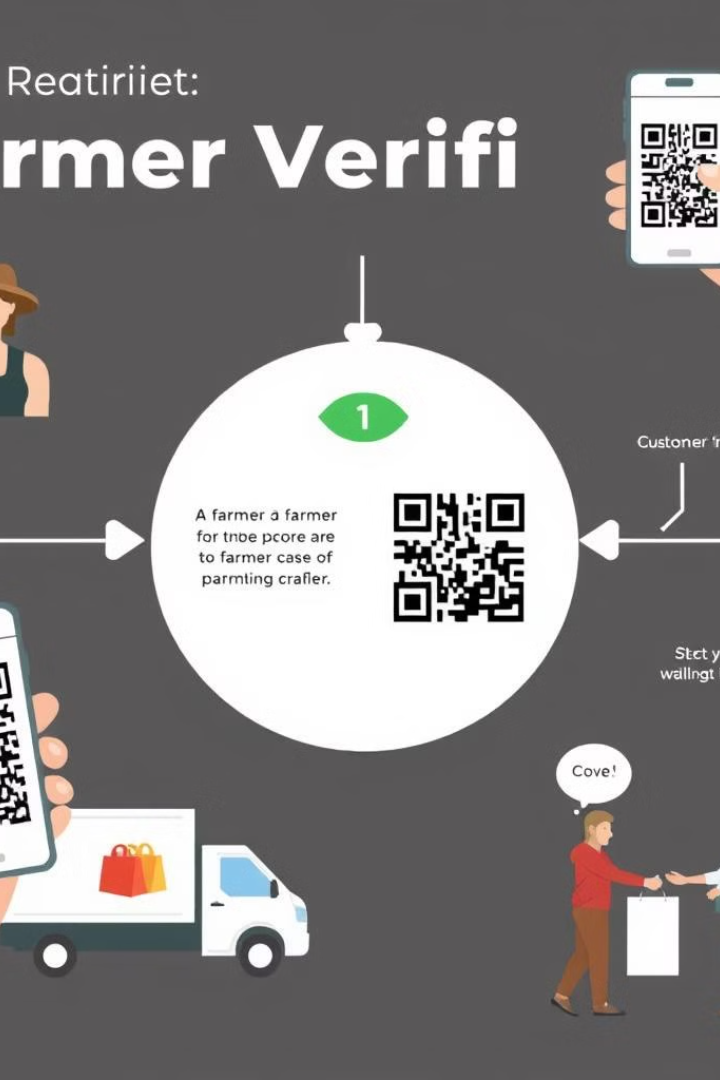 Reatiriiet:
rmer Verifi
1
A farmer a farmer
for tnbe pcore are
to farmer case of
parmting crafler.
Custoner
Stct y
wallngt
Cove!